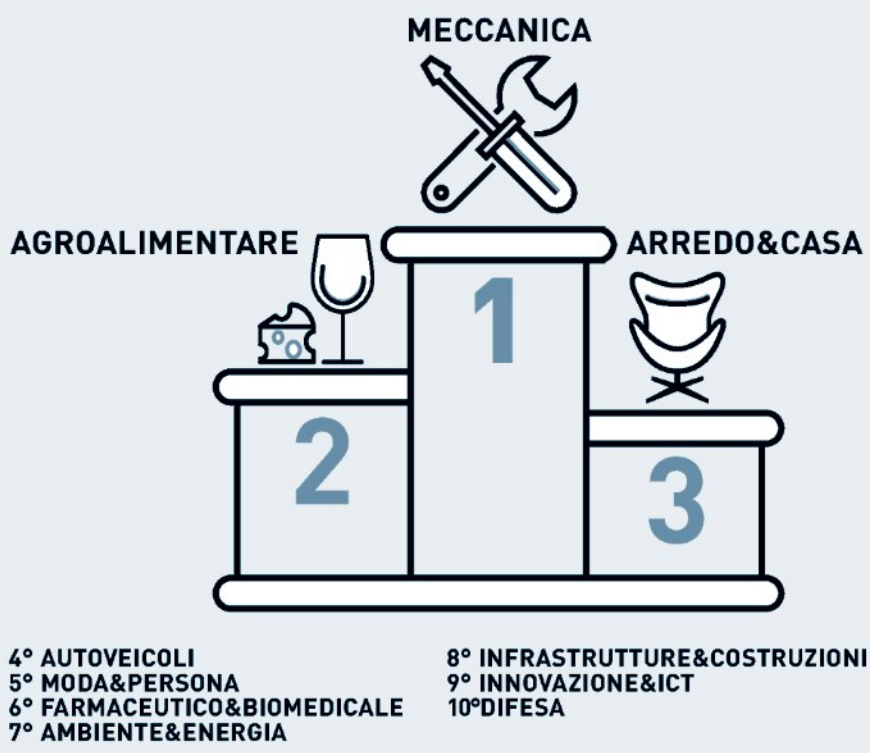 MECCANICA
AGROALIMENTARE
ARREDO&CASA
1
2
3
4° AUTOVEICOLI
5° MODA&PERSONA
6° FARMACEUTICO&BIOMEDICALE
7° AMBIENTE&ENERGIA
8° INFRASTRUTTURE&COSTRUZIONI
9° INNOVAZIONE&ICT
10°DIFESA